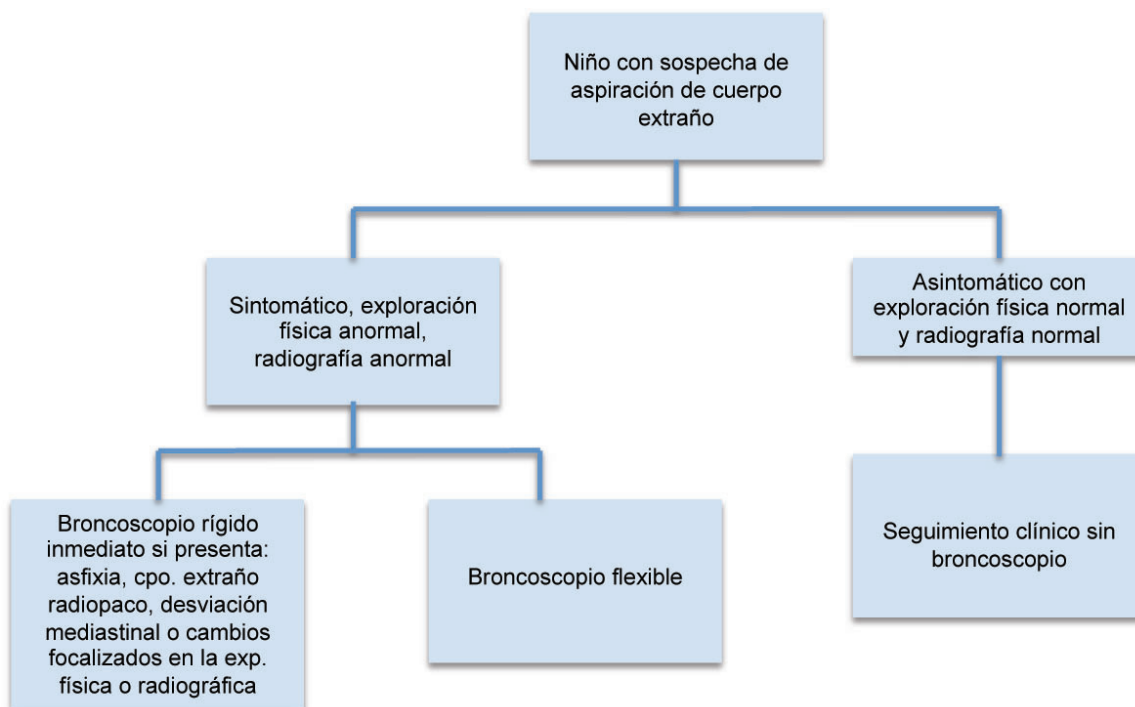 Niño con sospecha de
aspiración de cuerpo
extraño
Sintomático, exploración
física anormal,
radiografía anormal
Asintomático con
exploración física normal
y radiografía normal
Broncoscopio rígido
inmediato si presenta:
asfixia, cpo. extraño
radiopaco, desviación
mediastinal o cambios
focalizados en la exp.
física o radiográfica
Broncoscopio flexible
Seguimiento clínico sin
broncoscopio